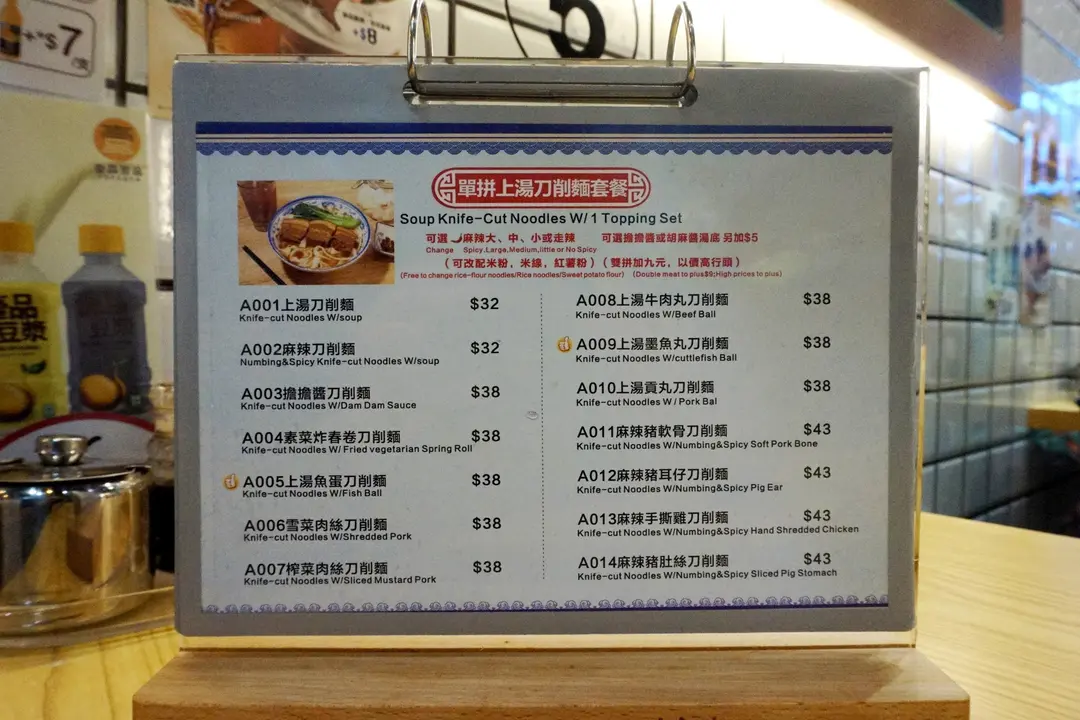 +$7
+$8
單拼上湯刀削麵套餐
Soup Knife-Cut Noodles W/ 1 Topping Set
可選 麻辣大、中、小或走辣 可選擔擔醬或胡麻醬湯底 另加$5
Change Spicy,Large,Medium,little or No Spicy
(可改配米粉,米線,紅薯粉)(雙拼加九元,以價高行頭)
(Free to change rice-flour noodles/Rice noodles/Sweet potato flour) (Double meat to plus$9;High prices to plus)
A001上湯刀削麵 $32
Knife-cut Noodles W/soup
A002麻辣刀削麵 $32
Numbing&Spicy Knife-cut Noodles W/soup
A003擔擔醬刀削麵 $38
Knife-cut Noodles W/Dam Dam Sauce
A004素菜炸春卷刀削麵 $38
Knife-cut Noodles W/ Fried vegetarian Spring Roll
A005上湯魚蛋刀削麵 $38
Knife-cut Noodles W/Fish Ball
A006雪菜肉絲刀削麵 $38
Knife-cut Noodles W/Shredded Pork
A007榨菜肉絲刀削麵 $38
Knife-cut Noodles W/Sliced Mustard Pork
A008上湯牛肉丸刀削麵 $38
Knife-cut Noodles W/Beef Ball
A009上湯墨魚丸刀削麵 $38
Knife-cut Noodles W/cuttlefish Ball
A010上湯貢丸刀削麵 $38
Knife-cut Noodles W / Pork Bal
A011麻辣豬軟骨刀削麵 $43
Knife-cut Noodles W/Numbing&Spicy Soft Pork Bone
A012麻辣豬耳仔刀削麵 $43
Knife-cut Noodles W/Numbing&Spicy Pig Ear
A013麻辣手撕雞刀削麵 $43
Knife-cut Noodles W/Numbing&Spicy Hand Shredded Chicken
A014麻辣豬肚絲刀削麵 $43
Knife-cut Noodles W/Numbing&Spicy Sliced Pig Stomach
品
豆漿